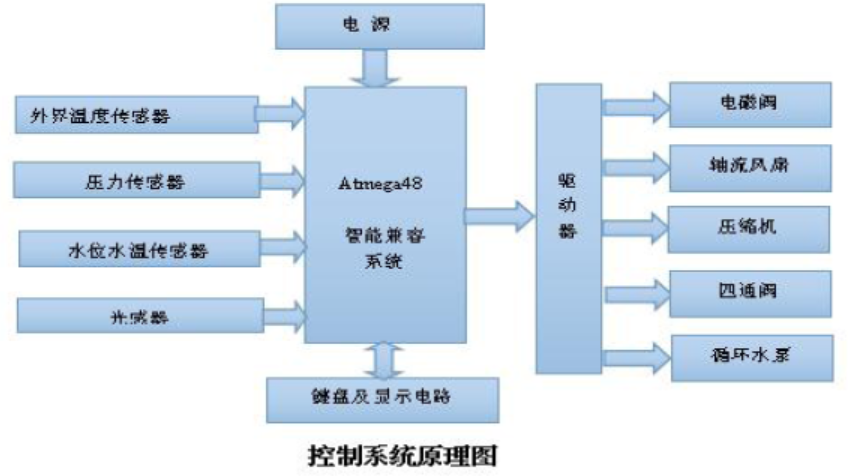 电 源
外界温度传感器
压力传感器
水位水温传感器
光感器
Atmega48
智能兼容
系统
驱
动
器
电磁阀
轴流风扇
压缩机
四通阀
循环水泵
键盘及显示电路
控制系统原理图